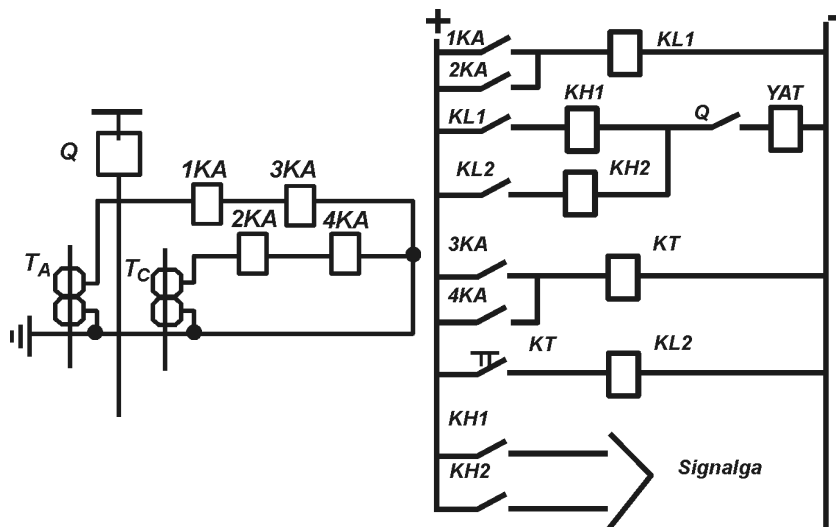 + -
1KA KL1
2KA
KH1 YAT
KL1 Q
KL2 KH2
3KA KT
4KA
KT KL2
KH1
KH2 Signalga
Q
1KA 3KA
2KA 4KA
TA TC